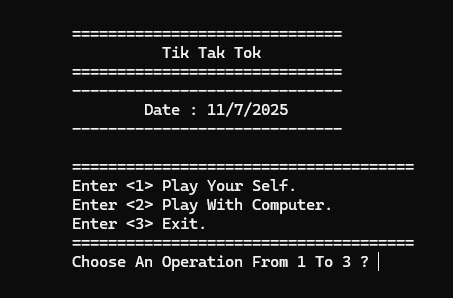 ==============================
Tik Tak Tok
==============================
------------------------------
Date : 11/7/2025
------------------------------
======================================
Enter <1> Play Your Self.
Enter <2> Play With Computer.
Enter <3> Exit.
======================================
Choose An Operation From 1 To 3 ?